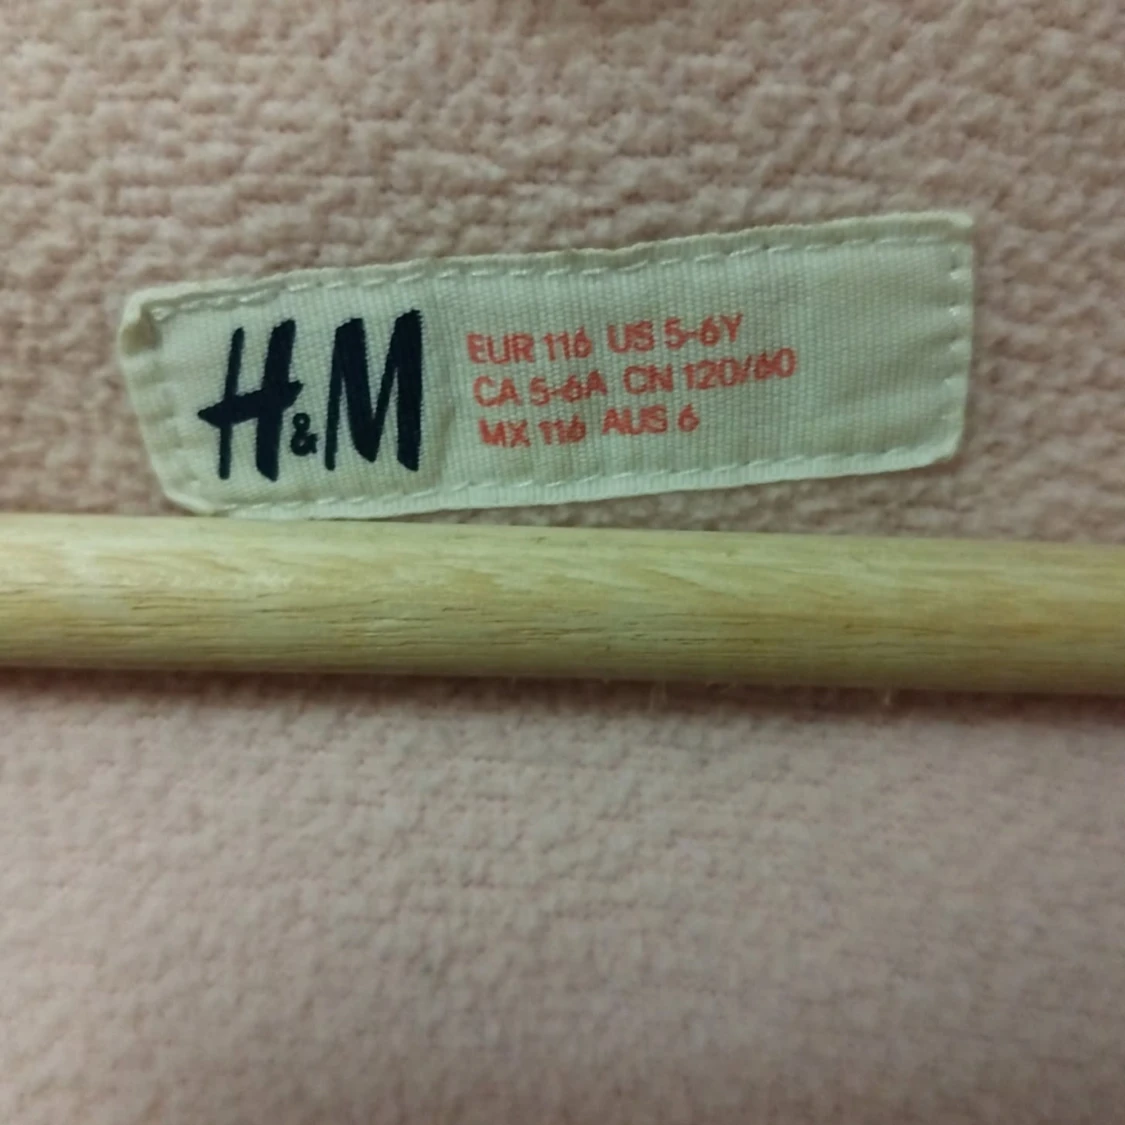 H&M
EUR 116 US 5-6Y
CA 5-6A CN 120/60
MX 116 AUS 6